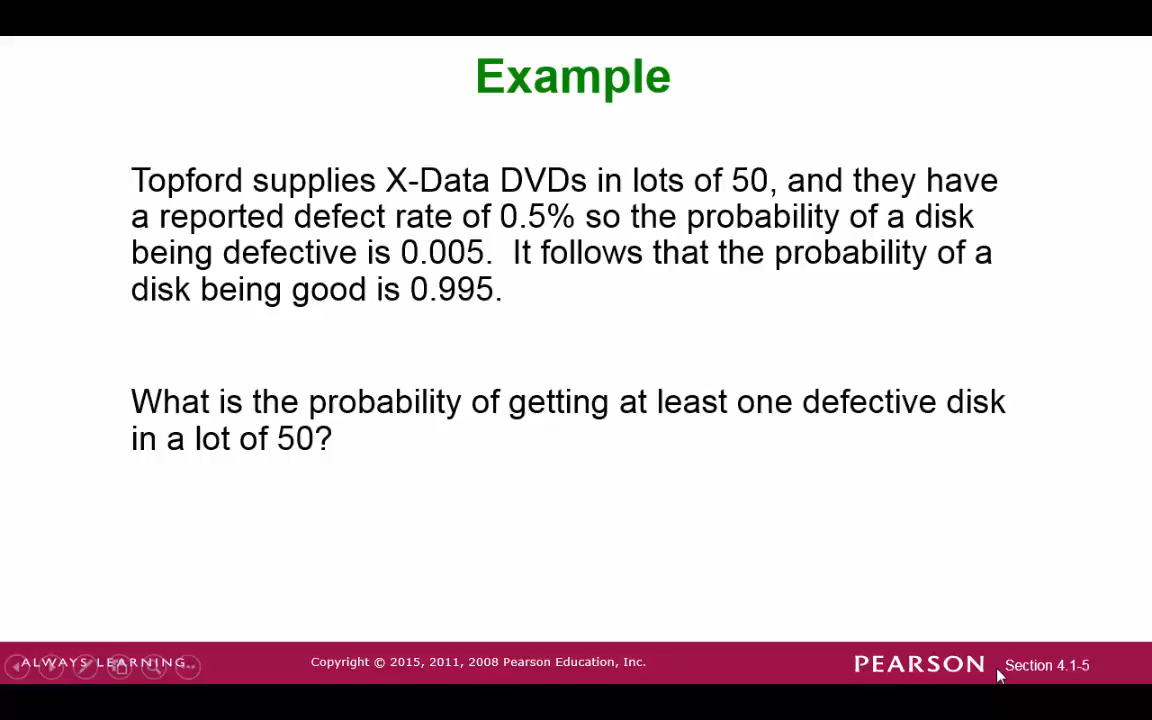 Example
Topford supplies X-Data DVDs in lots of 50, and they have
a reported defect rate of 0.5% so the probability of a disk
being defective is 0.005.  It follows that the probability of a
disk being good is 0.995.
What is the probability of getting at least one defective disk
in a lot of 50?
ALWAYS LEARNING
Copyright © 2015, 2011, 2008 Pearson Education, Inc.
PEARSON
Section 4.1-5